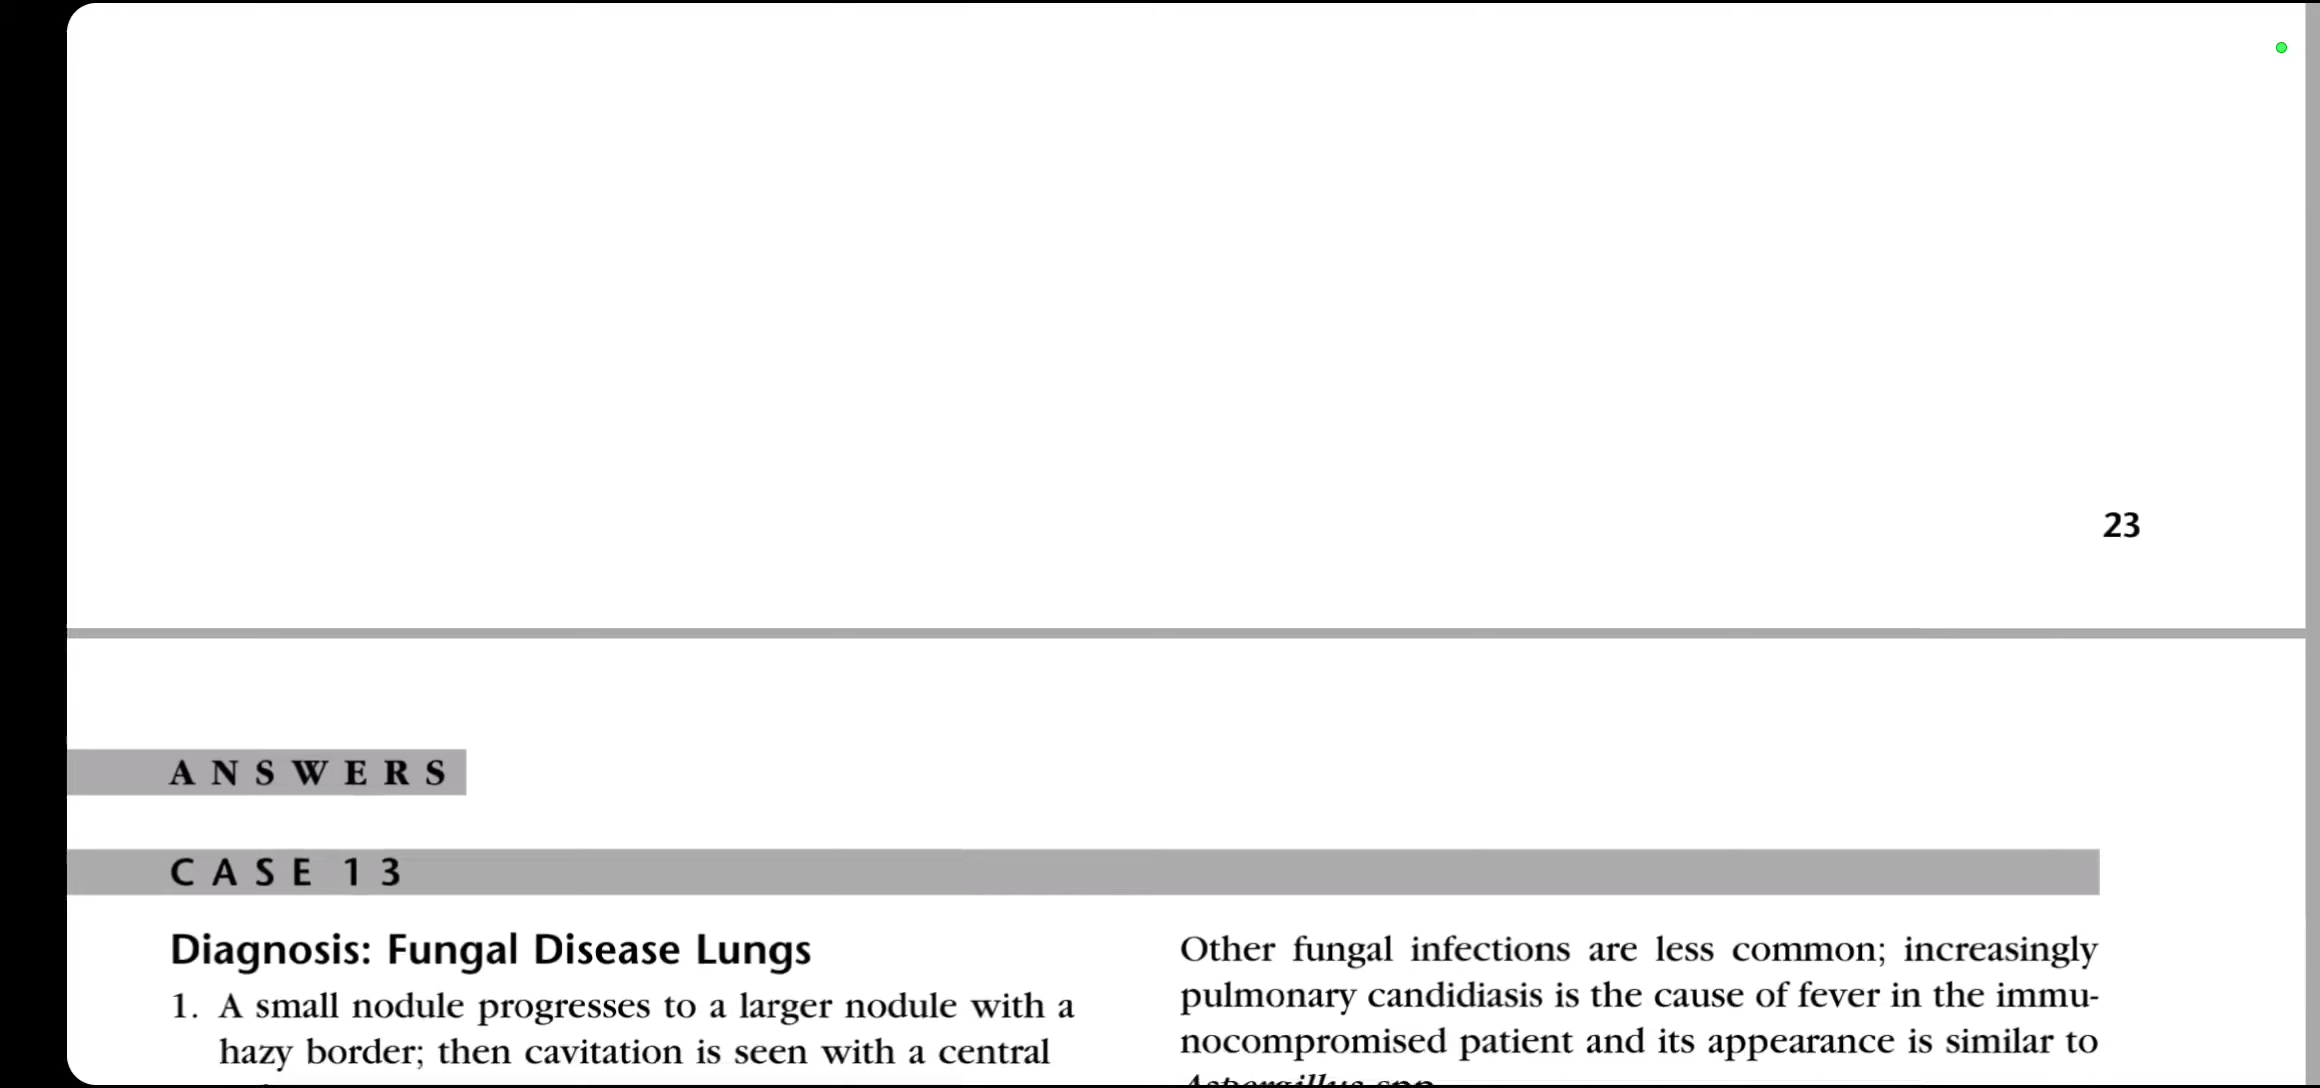 23
ANSWERS
CASE 13
Diagnosis: Fungal Disease Lungs
1. A small nodule progresses to a larger nodule with a
hazy border; then cavitation is seen with a central
Other fungal infections are less common; increasingly
pulmonary candidiasis is the cause of fever in the immu-
nocompromised patient and its appearance is similar to
Aspergillus spp